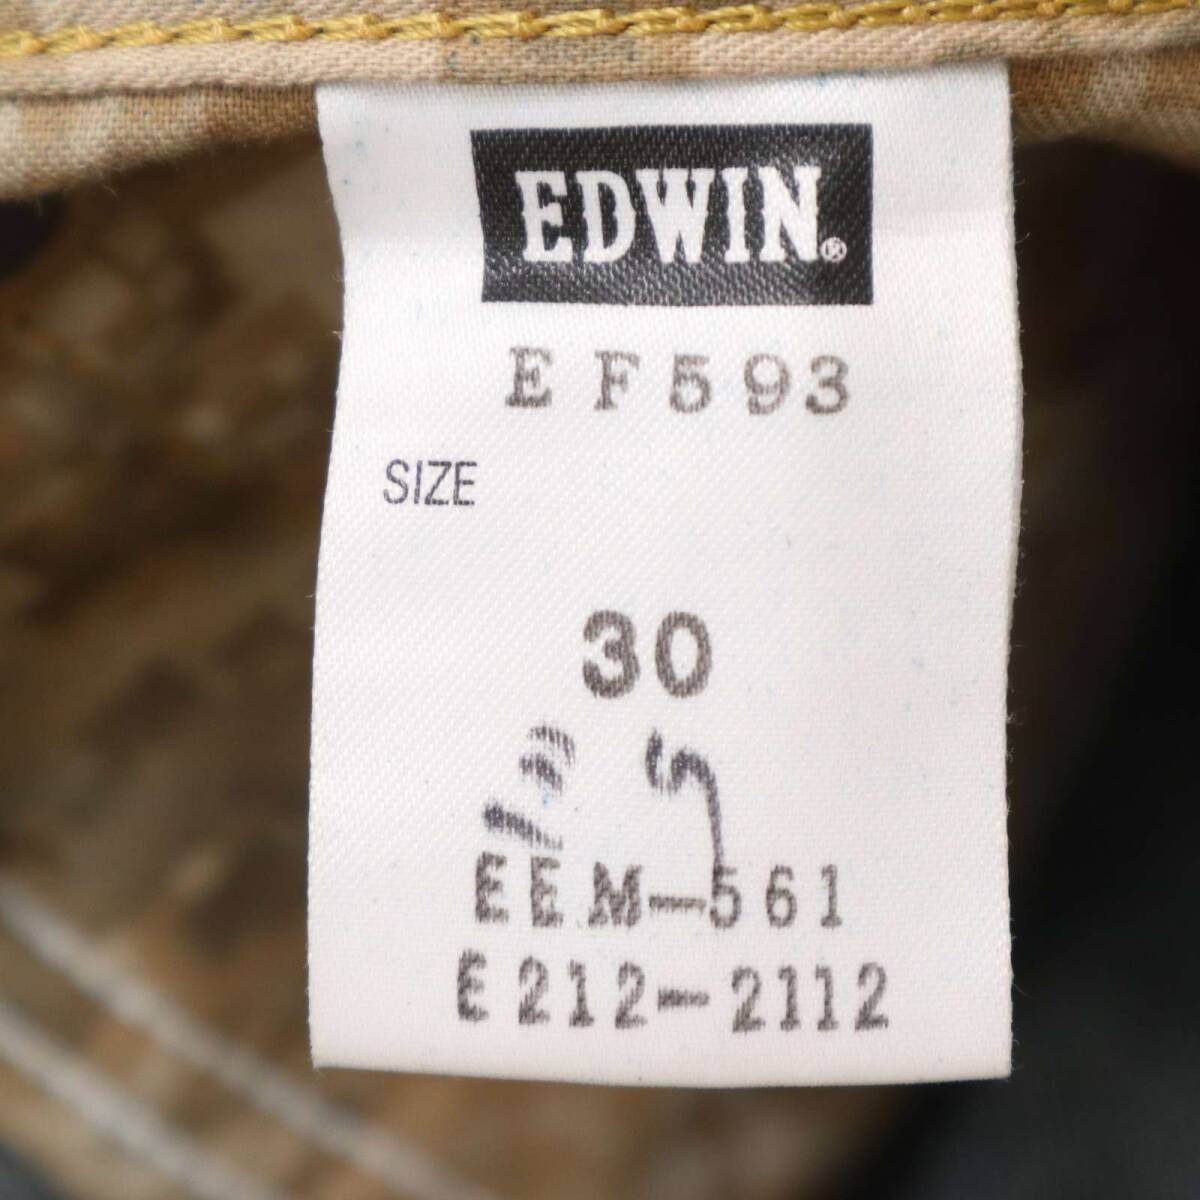 EDWIN®
EF593
SIZE
30
EEM-561
E212-2112